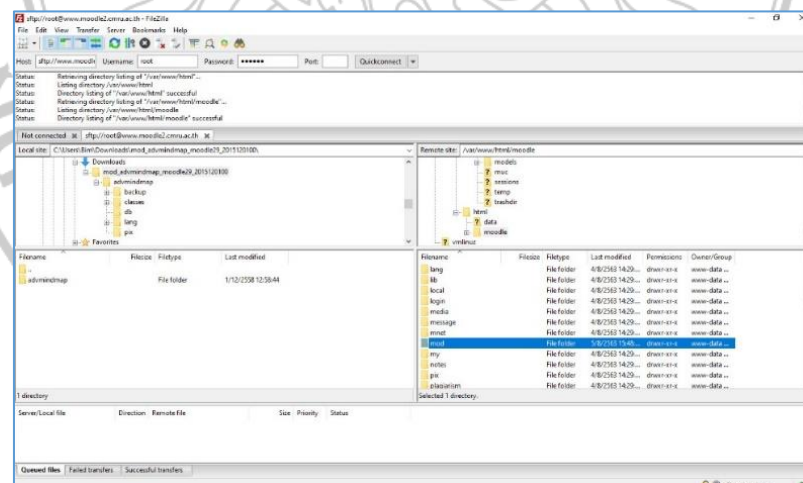 sftp://root@www.moodle2.cmru.ac.th - FileZilla
File Edit View Transfer Server Bookmarks Help
Host: sftp://www.moodle Username: root Password: ●●●●●● Port: Quickconnect
Status: Retrieving directory listing of "/var/www/html"...
Status: Listing directory /var/www/html
Status: Directory listing of "/var/www/html" successful
Status: Retrieving directory listing of "/var/www/html/moodle"...
Status: Listing directory /var/www/html/moodle
Status: Directory listing of "/var/www/html/moodle" successful
Not connected sftp://root@www.moodle2.cmru.ac.th
Local site: C:\Users\Bim\Downloads\mod_advmindmap_moodle29_2015120100\
Downloads
mod_advmindmap_moodle29_2015120100
advmindmap
backup
classes
db
lang
pix
Favorites
Filename Filesize Filetype Last modified
..
advmindmap File folder 1/12/2558 12:58:44
1 directory
Remote site: /var/www/html/moodle
models
muc
sessions
temp
trashdir
html
data
moodle
vmlinuz
Filename Filesize Filetype Last modified Permissions Owner/Group
lang File folder 4/8/2563 14:29:... drwxr-xr-x www-data ...
lib File folder 4/8/2563 14:29:... drwxr-xr-x www-data ...
local File folder 4/8/2563 14:29:... drwxr-xr-x www-data ...
login File folder 4/8/2563 14:29:... drwxr-xr-x www-data ...
media File folder 4/8/2563 14:29:... drwxr-xr-x www-data ...
message File folder 4/8/2563 14:29:... drwxr-xr-x www-data ...
mnet File folder 4/8/2563 14:29:... drwxr-xr-x www-data ...
mod File folder 5/8/2563 15:48:... drwxr-xr-x www-data ...
my File folder 4/8/2563 14:29:... drwxr-xr-x www-data ...
notes File folder 4/8/2563 14:29:... drwxr-xr-x www-data ...
pix File folder 4/8/2563 14:29:... drwxr-xr-x www-data ...
plagiarism File folder 4/8/2563 14:29:... drwxr-xr-x www-data ...
Selected 1 directory.
Server/Local file Direction Remote file Size Priority Status
Queued files Failed transfers Successful transfers